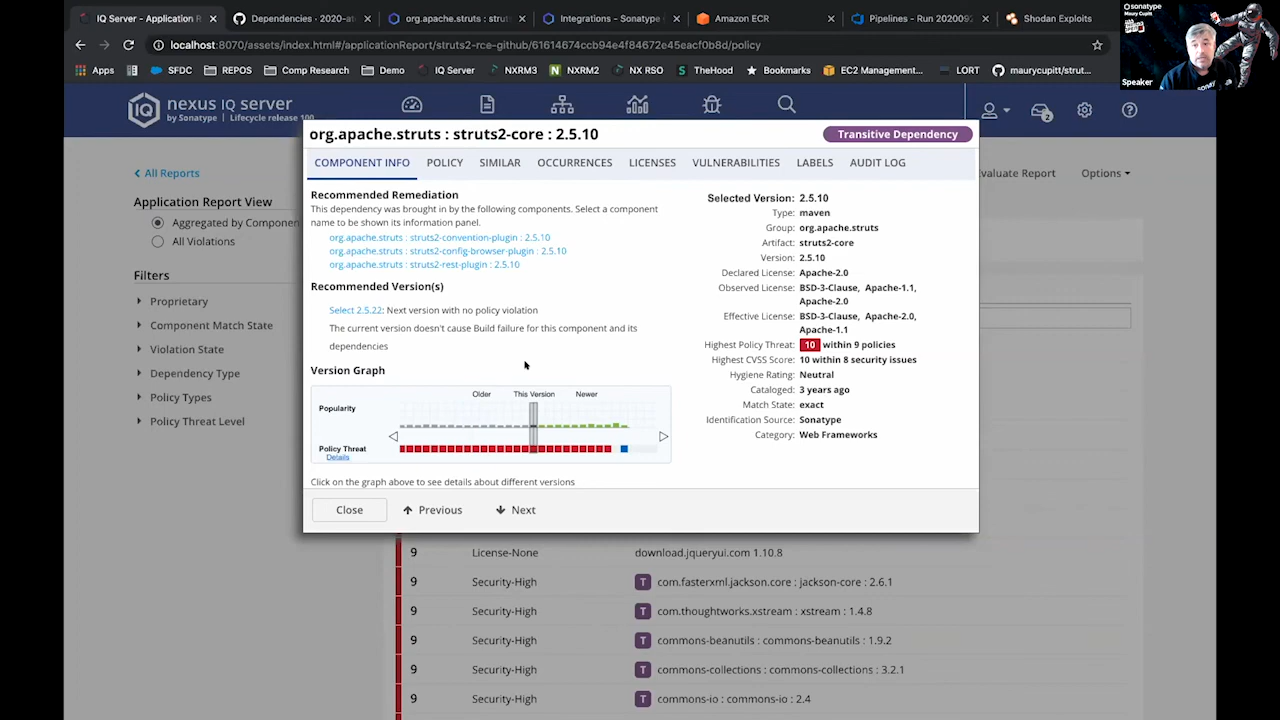 IQ Server - Application R
Dependencies - 2020-at
org.apache.struts : struts
Integrations - Sonatype
Amazon ECR
Pipelines - Run 2020092
Shodan Exploits
localhost:8070/assets/index.html#/applicationReport/struts2-rce-github/61614674ccb94e4f84672e45eacf0b8d/policy
Apps
SFDC
REPOS
Comp Research
Demo
IQ Server
NXRM3
NXRM2
NX RSO
TheHood
Bookmarks
EC2 Management...
LORT
maurycupitt/strut...
sonatype
Maury Cupitt
Speaker
nexus IQ server
by Sonatype | Lifecycle release 100
2
All Reports
Application Report View
Aggregated by Componen
All Violations
Filters
Proprietary
Component Match State
Violation State
Dependency Type
Policy Types
Policy Threat Level
evaluate Report
Options
org.apache.struts : struts2-core : 2.5.10
Transitive Dependency
COMPONENT INFO
POLICY
SIMILAR
OCCURRENCES
LICENSES
VULNERABILITIES
LABELS
AUDIT LOG
Recommended Remediation
This dependency was brought in by the following components. Select a component
name to be shown its information panel.
org.apache.struts : struts2-convention-plugin : 2.5.10
org.apache.struts : struts2-config-browser-plugin : 2.5.10
org.apache.struts : struts2-rest-plugin : 2.5.10
Recommended Version(s)
Select 2.5.22: Next version with no policy violation
The current version doesn't cause Build failure for this component and its
dependencies
Version Graph
Older
This Version
Newer
Popularity
Policy Threat
Details
Click on the graph above to see details about different versions
Selected Version: 2.5.10
Type: maven
Group: org.apache.struts
Artifact: struts2-core
Version: 2.5.10
Declared License: Apache-2.0
Observed License: BSD-3-Clause, Apache-1.1,
Apache-2.0
Effective License: BSD-3-Clause, Apache-2.0,
Apache-1.1
Highest Policy Threat: 10 within 9 policies
Highest CVSS Score: 10 within 8 security issues
Hygiene Rating: Neutral
Cataloged: 3 years ago
Match State: exact
Identification Source: Sonatype
Category: Web Frameworks
Close
Previous
Next
9 License-None download.jqueryui.com 1.10.8
9 Security-High T com.fasterxml.jackson.core : jackson-core : 2.6.1
9 Security-High T com.thoughtworks.xstream : xstream : 1.4.8
9 Security-High T commons-beanutils : commons-beanutils : 1.9.2
9 Security-High T commons-collections : commons-collections : 3.2.1
9 Security-High T commons-io : commons-io : 2.4